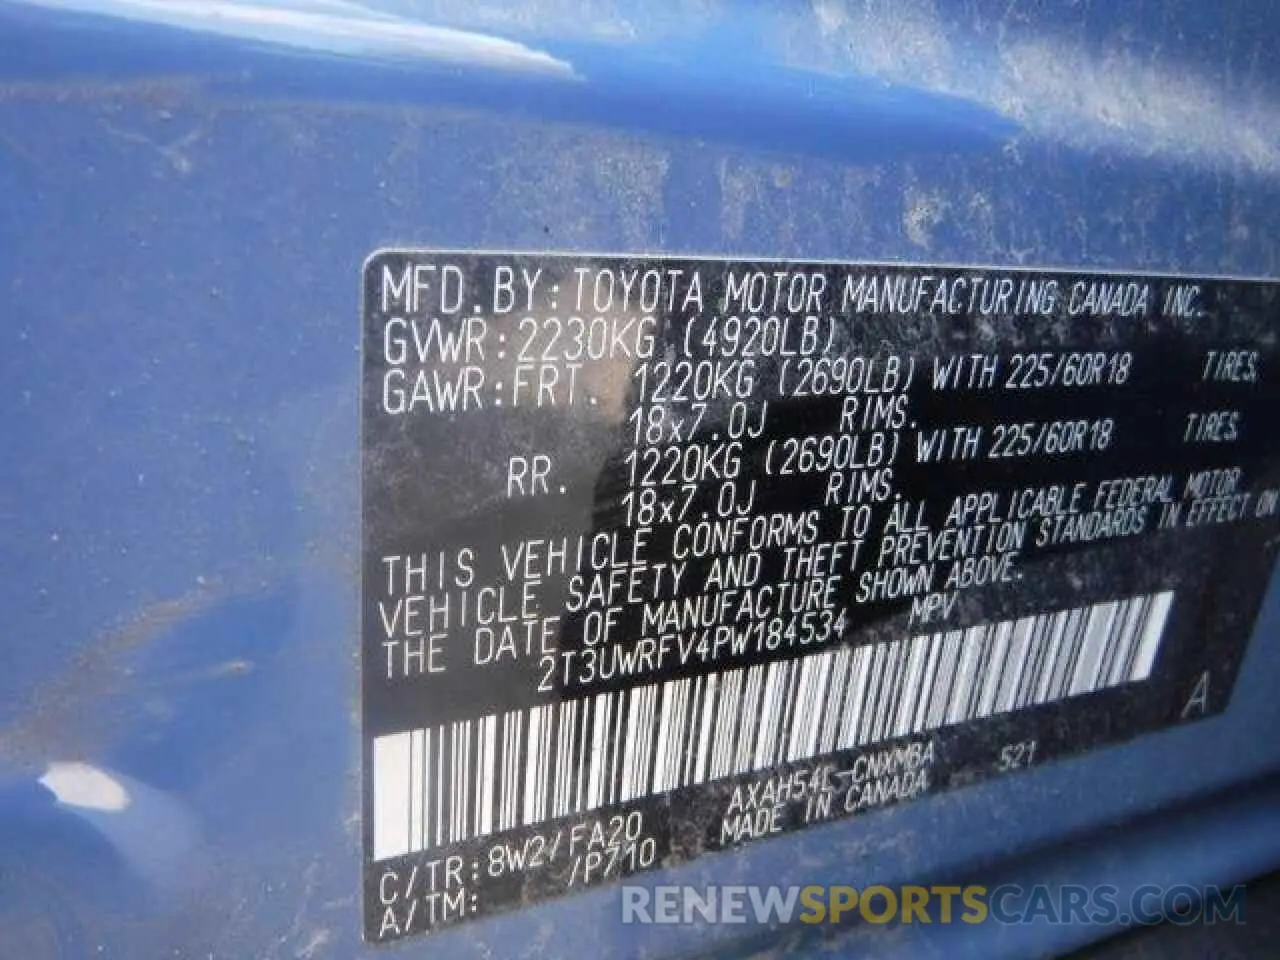 MFD.BY:TOYOTA MOTOR MANUFACTURING CANADA INC.
GVWR:2230KG (4920LB)
GAWR:FRT. 1220KG (2690LB) WITH 225/60R18 TIRES,
18x7.0J RIMS.
RR. 1220KG (2690LB) WITH 225/60R18 TIRES
18x7.0J RIMS.
THIS VEHICLE CONFORMS TO ALL APPLICABLE FEDERAL MOTOR
VEHICLE SAFETY AND THEFT PREVENTION STANDARDS IN EFFECT ON
THE DATE OF MANUFACTURE SHOWN ABOVE.
2T3UWRFV4PW184534 MPV
A
C/TR:8W2/FA20 AXAH54L-CNXMBA 521
A/TM: /P710 MADE IN CANADA
RENEWSPORTSCARS.COM